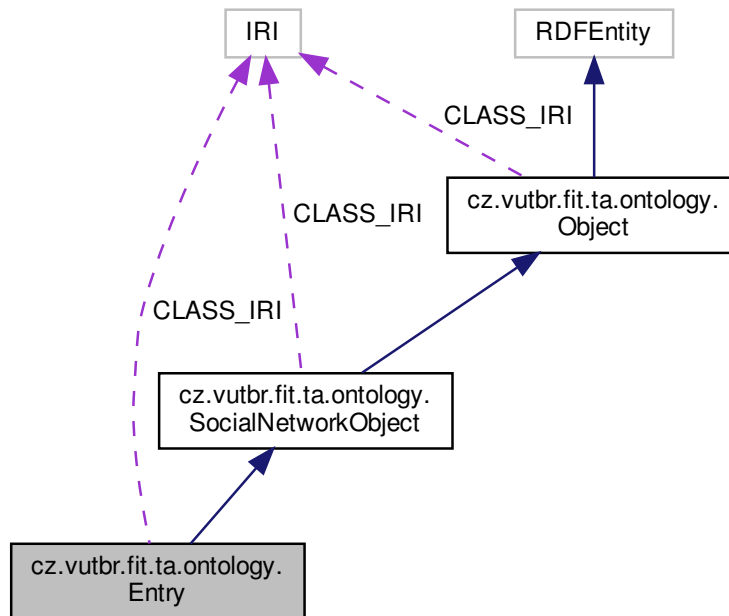 IRI
RDFEntity
CLASS_IRI
cz.vutbr.fit.ta.ontology.
Object
CLASS_IRI
CLASS_IRI
cz.vutbr.fit.ta.ontology.
SocialNetworkObject
cz.vutbr.fit.ta.ontology.
Entry